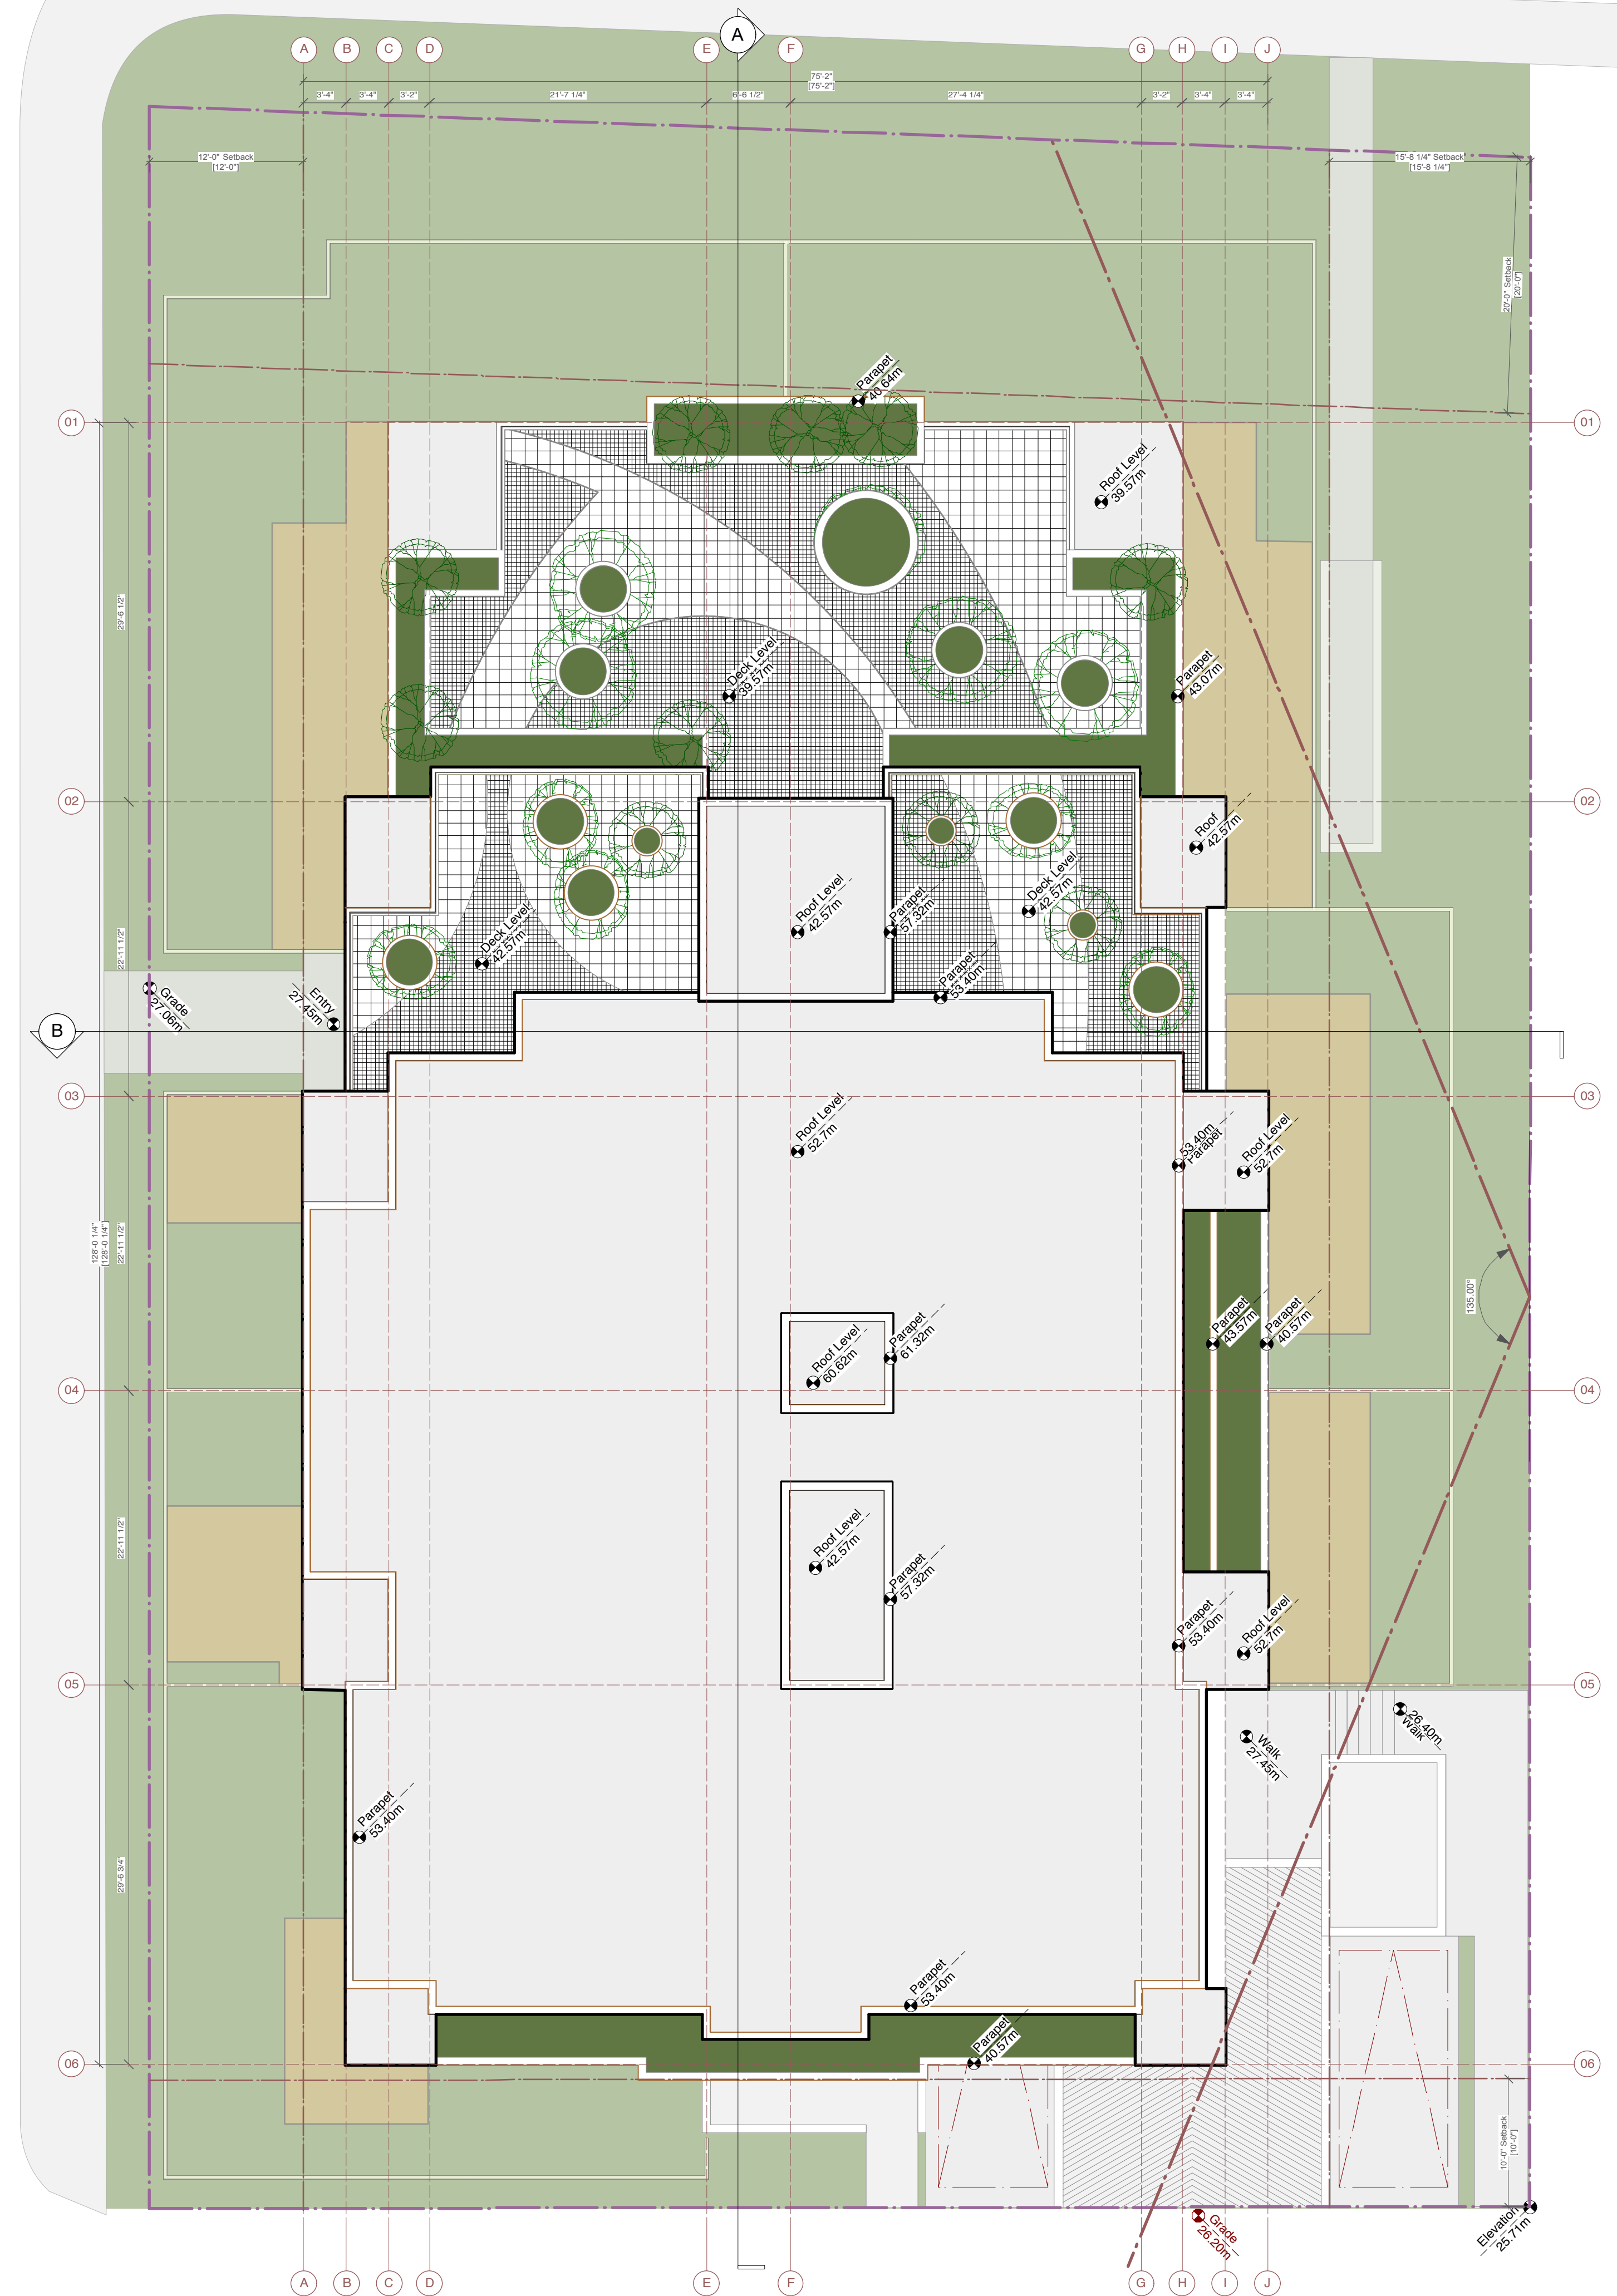 A
A
B
C
D
E
F
G
H
I
J
75'-2"
[75'-2"]
3'-4"
3'-4"
3'-2"
21'-7 1/4"
6'-6 1/2"
27'-4 1/4"
3'-2"
3'-4"
3'-4"
12'-0" Setback
[12'-0"]
15'-8 1/4" Setback
[15'-8 1/4"]
20'-0" Setback
[20'-0"]
Parapet
40.64m
01
01
Roof Level
39.57m
29'-6 1/2"
Deck Level
39.57m
Parapet
43.07m
02
02
Roof
42.57m
Roof Level
42.57m
Parapet
57.32m
Deck Level
42.57m
Deck Level
42.57m
22'-11 1/2"
Parapet
53.40m
Grade
27.06m
Entry
27.45m
B
03
03
Roof Level
52.7m
53.40m
Parapet
Roof Level
52.7m
128'-0 1/4"
[128'-0 1/4"]
22'-11 1/2"
135.00°
Parapet
43.57m
Parapet
40.57m
Roof Level
60.62m
Parapet
61.32m
04
04
22'-11 1/2"
Roof Level
42.57m
Parapet
57.32m
Parapet
53.40m
Roof Level
52.7m
05
05
26.40m
Walk
Walk
27.45m
Parapet
53.40m
29'-6 3/4"
Parapet
53.40m
Parapet
40.57m
06
06
10'-0" Setback
[10'-0"]
Grade
26.20m
Elevation
25.71m
A
B
C
D
E
F
G
H
I
J